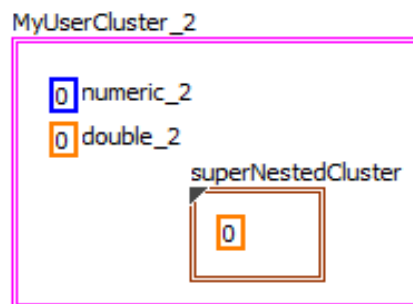 MyUserCluster_2
0 numeric_2
0 double_2
superNestedCluster
0